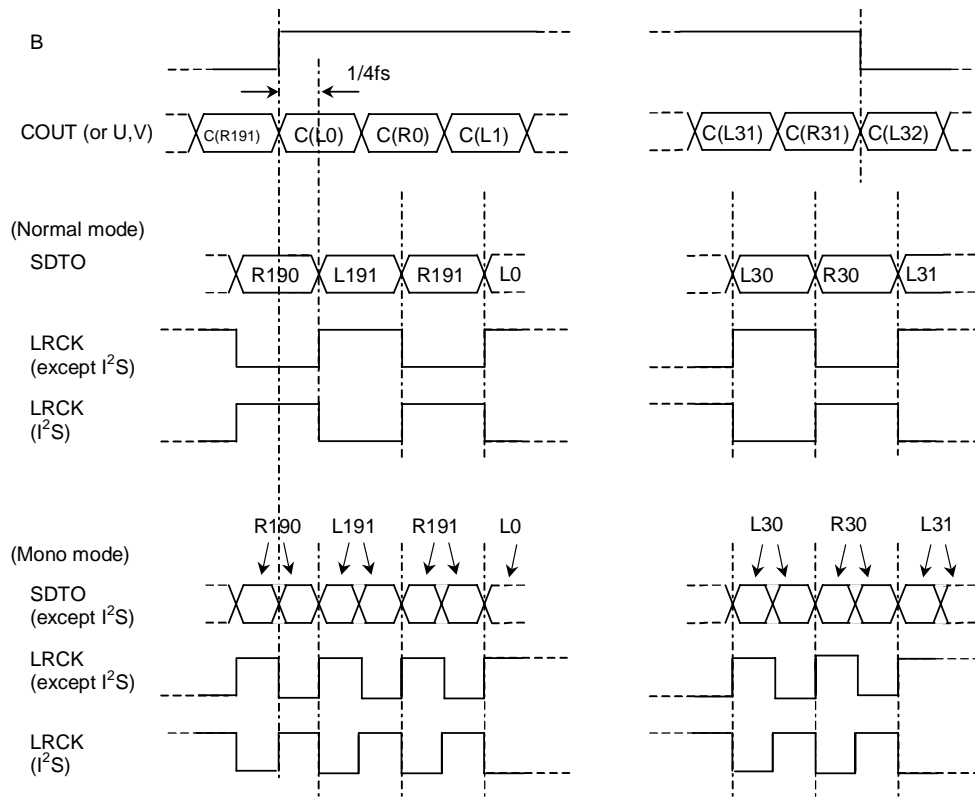 B
1/4fs
COUT (or U,V)
C(R191) C(L0) C(R0) C(L1) C(L31) C(R31) C(L32)
(Normal mode)
SDTO
R190 L191 R191 L0 L30 R30 L31
LRCK
(except I²S)
LRCK
(I²S)
R190 L191 R191 L0 L30 R30 L31
(Mono mode)
SDTO
(except I²S)
LRCK
(except I²S)
LRCK
(I²S)